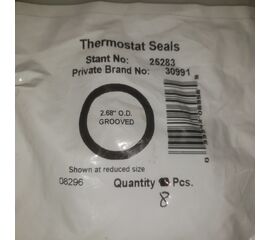 Thermostat Seals
Stant No: 25283
Private Brand No: 30991
2.68" O.D.
GROOVED
Shown at reduced size
08296 Quantity Pcs.
8